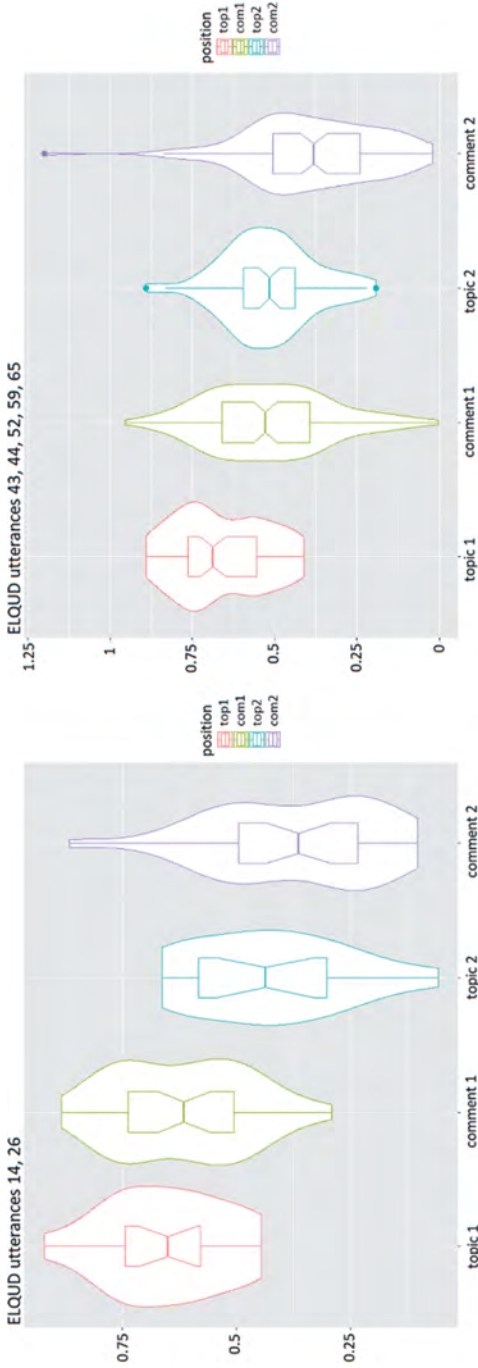 ELQUD utterances 14, 26
0.75
0.5
0.25
topic 1
comment 1
topic 2
comment 2
position
top1
com1
top2
com2
ELQUD utterances 43, 44, 52, 59, 65
1.25
1
0.75
0.5
0.25
0
topic 1
comment 1
topic 2
comment 2
position
top1
com1
top2
com2